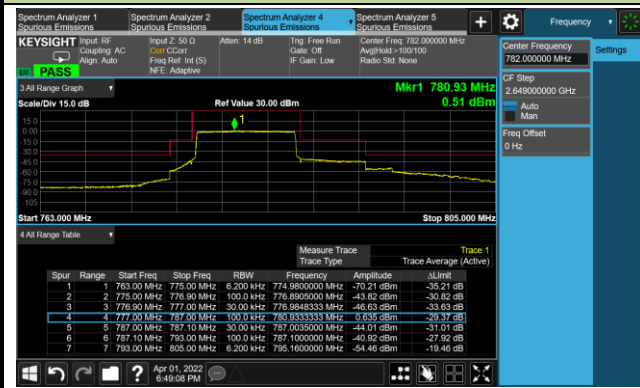 Spectrum Analyzer 1 Spectrum Analyzer 2 Spectrum Analyzer 4 Spectrum Analyzer 5
Spurious Emissions Spurious Emissions Spurious Emissions Spurious Emissions
+
Frequency
KEYSIGHT Input: RF Input Z: 50 Ω Atten: 14 dB Trig: Free Run Center Freq: 782.000000 MHz
Coupling: AC Corr CCorr Gate: Off Avg|Hold:>100/100
Align: Auto Freq Ref: Int (S) IF Gain: Low Radio Std: None
NFE: Adaptive
PASS
Center Frequency
782.000000 MHz
Settings
CF Step
2.649000000 GHz
Auto
Man
Freq Offset
0 Hz
3 All Range Graph
Mkr1 780.93 MHz
Scale/Div 15.0 dB Ref Value 30.00 dBm 0.51 dBm
1
15.0
0.00
-15.0
-30.0
-45.0
-60.0
-75.0
-90.0
-105
Start 763.000 MHz Stop 805.000 MHz
4 All Range Table
Measure Trace Trace 1
Trace Type Trace Average (Active)
Spur Range Start Freq Stop Freq RBW Frequency Amplitude ΔLimit
1 1 763.00 MHz 775.00 MHz 6.200 kHz 774.9800000 MHz -70.21 dBm -35.21 dB
2 2 775.00 MHz 776.90 MHz 100.0 kHz 776.8905000 MHz -43.82 dBm -30.82 dB
3 3 776.90 MHz 777.00 MHz 30.00 kHz 776.9848333 MHz -46.63 dBm -33.63 dB
4 4 777.00 MHz 787.00 MHz 100.0 kHz 780.9333333 MHz 0.635 dBm -29.37 dB
5 5 787.00 MHz 787.10 MHz 30.00 kHz 787.0035000 MHz -44.01 dBm -31.01 dB
6 6 787.10 MHz 793.00 MHz 100.0 kHz 787.1000000 MHz -40.92 dBm -27.92 dB
7 7 793.00 MHz 805.00 MHz 6.200 kHz 795.1600000 MHz -54.46 dBm -19.46 dB
Apr 01, 2022
6:49:08 PM